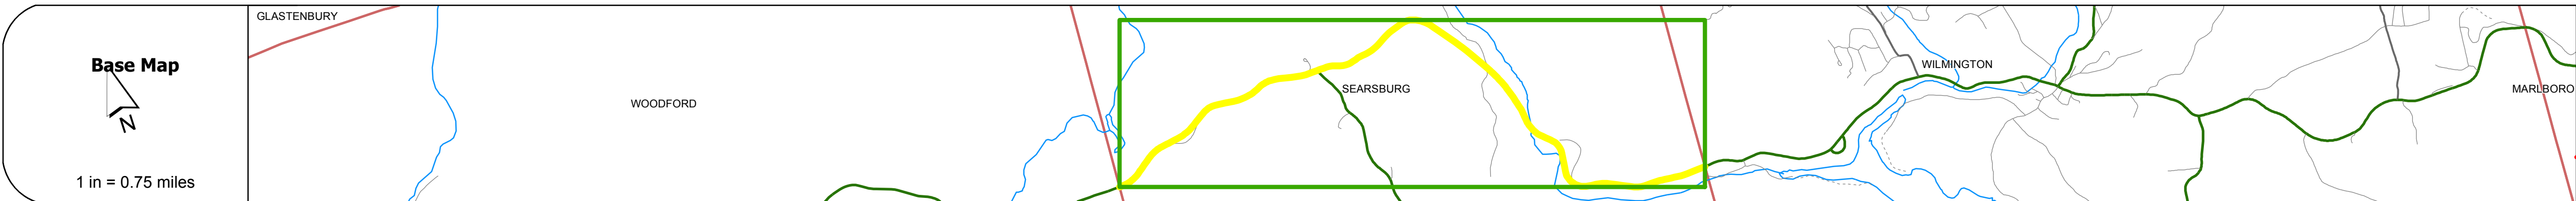 Base Map
N
1 in = 0.75 miles
GLASTENBURY
WOODFORD
SEARSBURG
WILMINGTON
MARLBORO